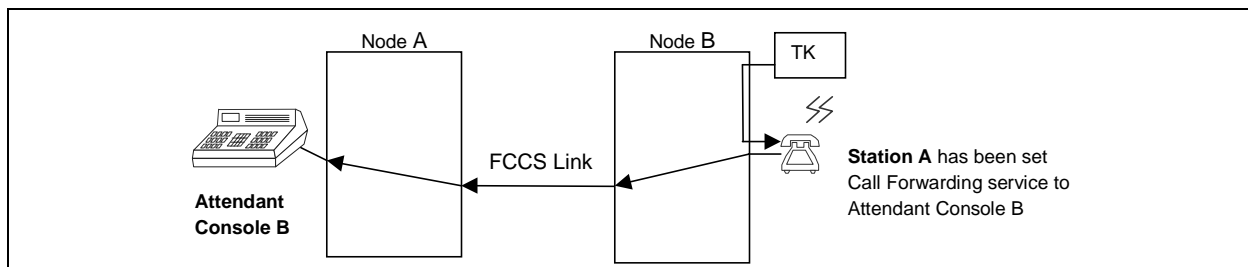 Node A
Node B
TK
FCCS Link
Attendant
Console B
Station A has been set
Call Forwarding service to
Attendant Console B